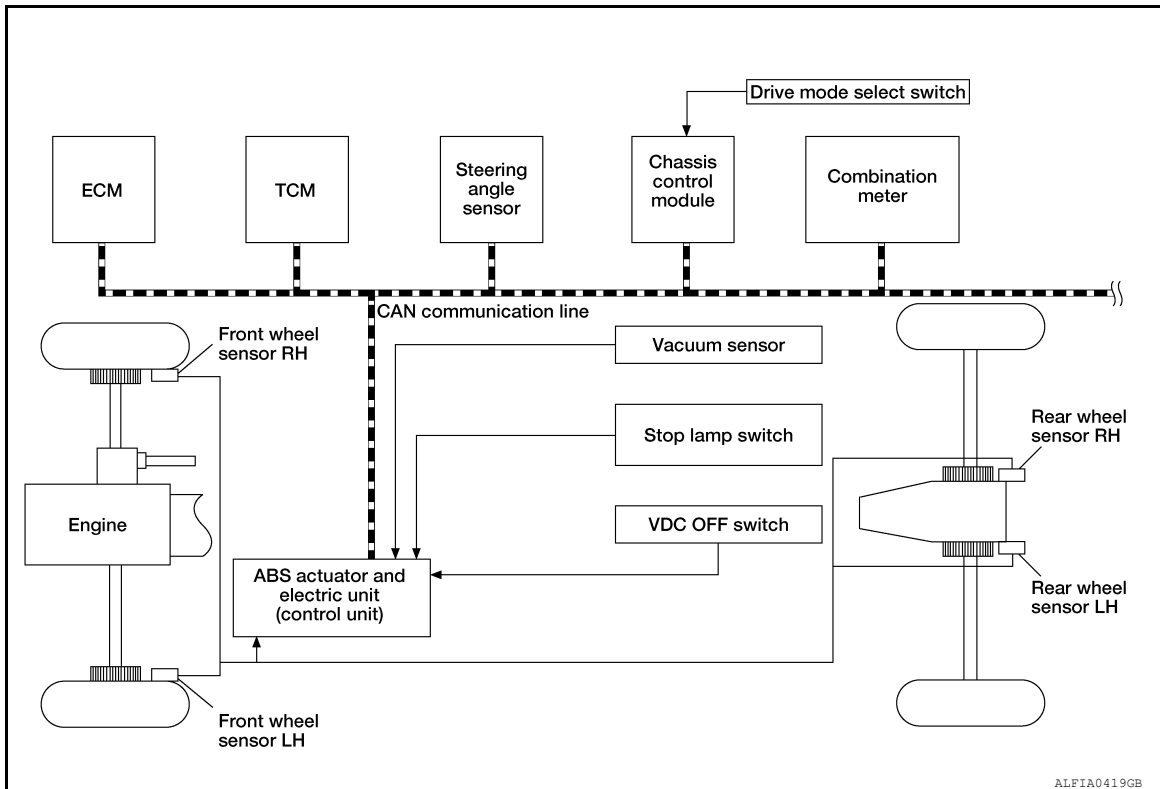 Drive mode select switch
ECM
TCM
Steering
angle
sensor
Chassis
control
module
Combination
meter
CAN communication line
Front wheel
sensor RH
Vacuum sensor
Stop lamp switch
Rear wheel
sensor RH
Engine
VDC OFF switch
ABS actuator and
electric unit
(control unit)
Rear wheel
sensor LH
Front wheel
sensor LH
ALFIA0419GB